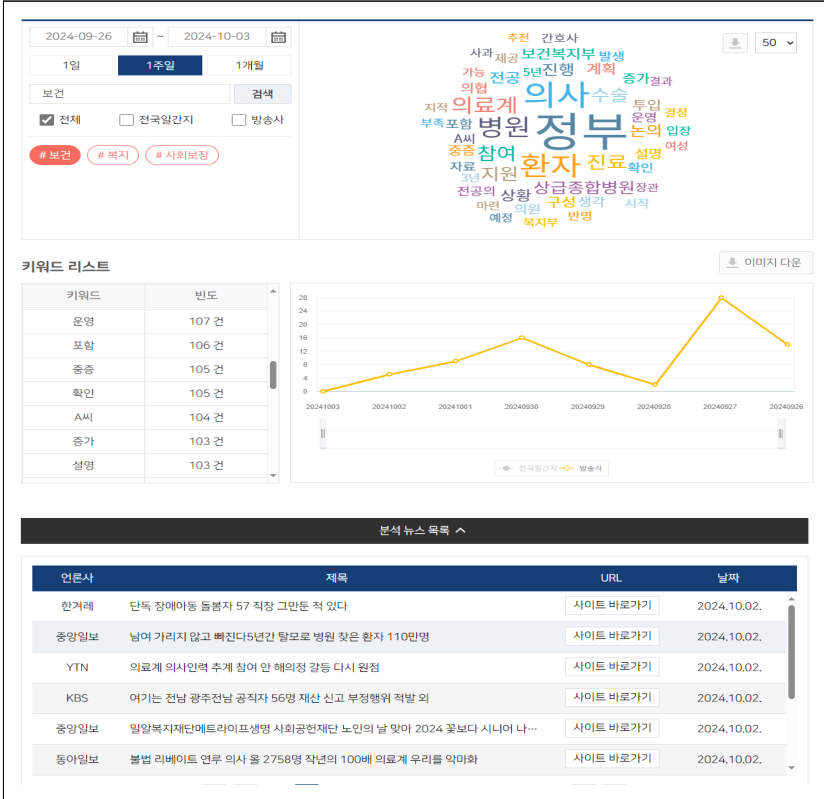 2024-09-26 ~ 2024-10-03
1일 1주일 1개월
보건 검색
전체 전국일간지 방송사
#보건 #복지 #사회보장
50
추천 간호사
사과 제공 보건복지부 발생
가능 전공 5년 진행 계획 증가 결과
의협 의사 수술
지적 의료계 투입 결정
부족 포함 병원 정부 운영 논의 입장
A씨 여성
중증 참여 환자 진료 설명
자료 확인
3년 지원
전공의 상황 상급종합병원 장관
마련 의원 구성 생각 시작
예정 복지부 반영
키워드 리스트
이미지 다운
키워드 빈도
운영 107 건
포함 106 건
중증 105 건
확인 105 건
A씨 104 건
증가 103 건
설명 103 건
28
24
20
16
12
8
4
0
20241003 20241002 20241001 20240930 20240929 20240928 20240927 20240926
전국일간지 방송사
분석 뉴스 목록
언론사 제목 URL 날짜
한겨레 단독 장애아동 돌봄자 57 직장 그만둔 적 있다 사이트 바로가기 2024.10.02.
중앙일보 남여 가리지 않고 빠진다5년간 탈모로 병원 찾은 환자 110만명 사이트 바로가기 2024.10.02.
YTN 의료계 의사인력 추계 참여 안 해의정 갈등 다시 원점 사이트 바로가기 2024.10.02.
KBS 여기는 전남 광주전남 공직자 56명 재산 신고 부정행위 적발 외 사이트 바로가기 2024.10.02.
중앙일보 밀알복지재단메트라이프생명 사회공헌재단 노인의 날 맞아 2024 꽃보다 시니어 나… 사이트 바로가기 2024.10.02.
동아일보 불법 리베이트 연루 의사 올 2758명 작년의 100배 의료계 우리를 악마화 사이트 바로가기 2024.10.02.